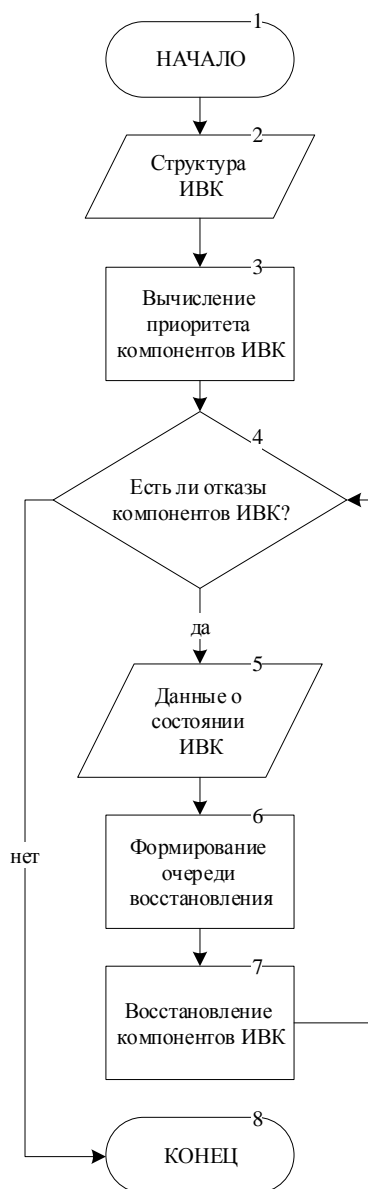 1
НАЧАЛО
2
Структура
ИВК
3
Вычисление
приоритета
компонентов ИВК
4
Есть ли отказы
компонентов ИВК?
да
5
Данные о
состоянии
ИВК
6
Формирование
очереди
восстановления
нет
7
Восстановление
компонентов ИВК
8
КОНЕЦ